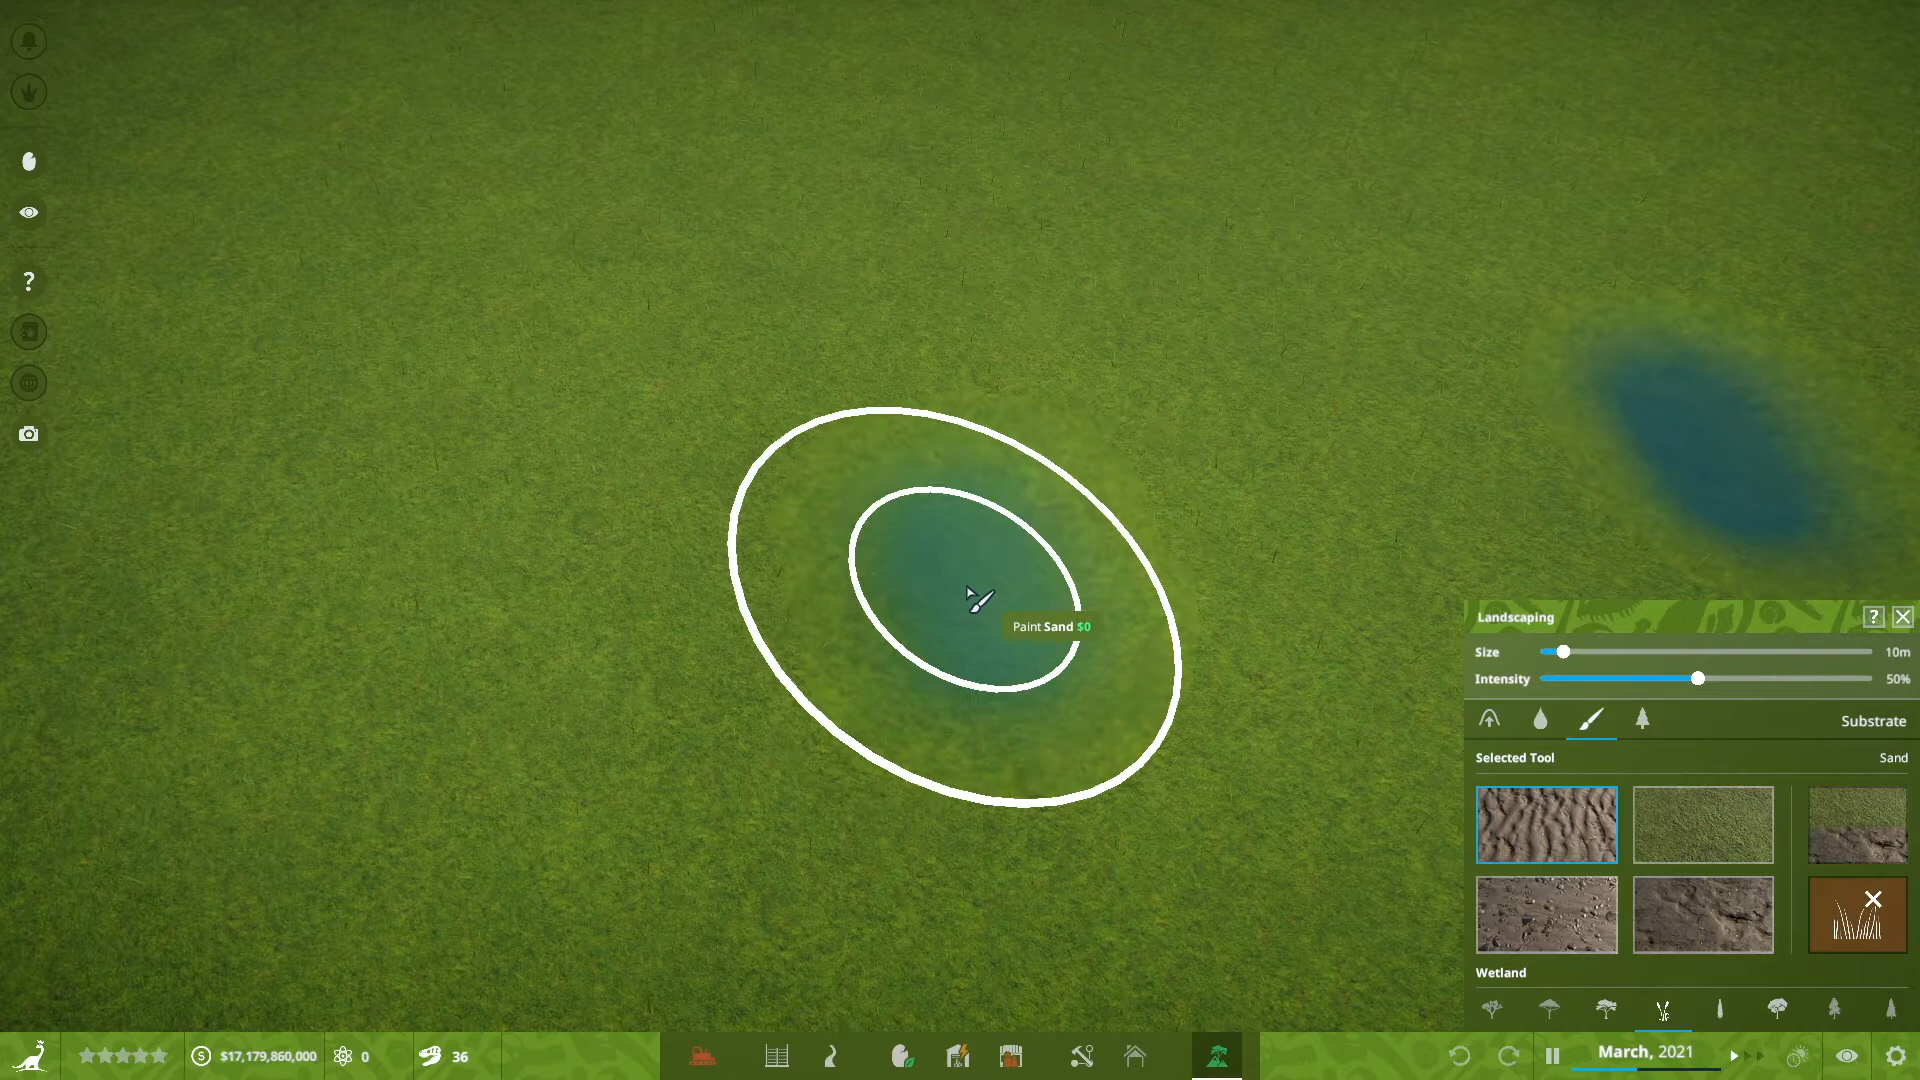 ?
Paint Sand $0
Landscaping
?
Size 10m
Intensity 50%
Substrate
Selected Tool Sand
Wetland
$17,179,860,000
0
36
March, 2021